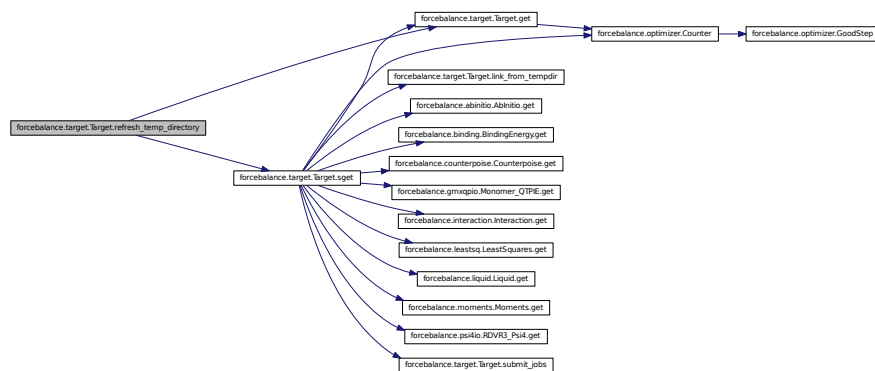 forcebalance.target.Target.get
forcebalance.optimizer.Counter
forcebalance.optimizer.GoodStep
forcebalance.target.Target.link_from_tempdir
forcebalance.abinitio.AbInitio.get
forcebalance.target.Target.refresh_temp_directory
forcebalance.binding.BindingEnergy.get
forcebalance.counterpoise.Counterpoise.get
forcebalance.target.Target.sget
forcebalance.gmxqpio.Monomer_QTPIE.get
forcebalance.interaction.Interaction.get
forcebalance.leastsq.LeastSquares.get
forcebalance.liquid.Liquid.get
forcebalance.moments.Moments.get
forcebalance.psi4io.RDVR3_Psi4.get
forcebalance.target.Target.submit_jobs